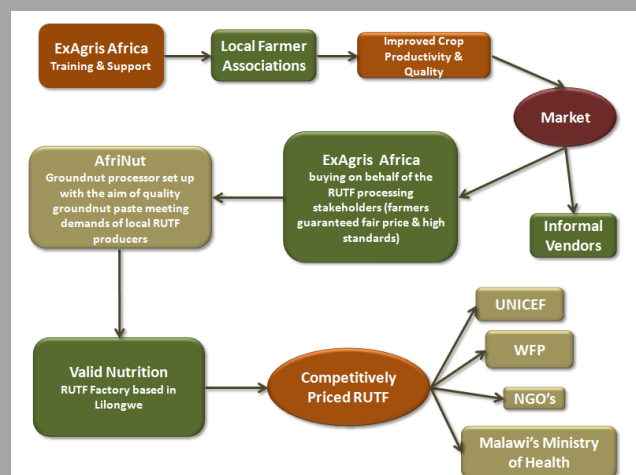 ExAgris Africa
Training & Support
Local Farmer
Associations
Improved Crop
Productivity &
Quality
Market
ExAgris Africa
buying on behalf of the
RUTF processing
stakeholders (farmers
guaranteed fair price & high
standards)
AfriNut
Groundnut processor set up
with the aim of quality
groundnut paste meeting
demands of local RUTF
producers
Informal
Vendors
Valid Nutrition
RUTF Factory based in
Lilongwe
Competitively
Priced RUTF
UNICEF
WFP
NGO's
Malawi's Ministry
of Health